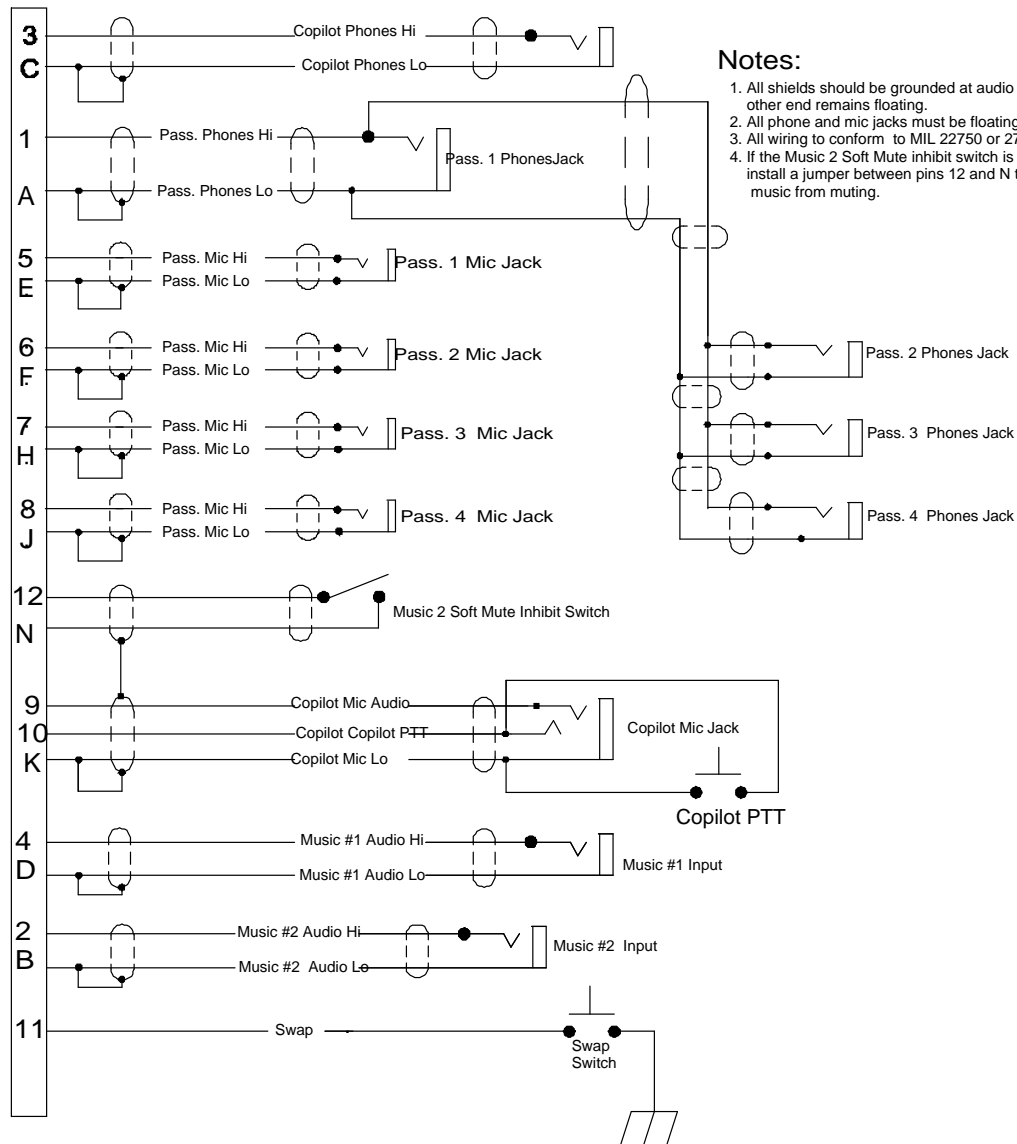 3
Copilot Phones Hi
C
Copilot Phones Lo
Notes:
1. All shields should be grounded at audio
other end remains floating.
2. All phone and mic jacks must be floating
3. All wiring to conform to MIL 22750 or 27
4. If the Music 2 Soft Mute inhibit switch is
install a jumper between pins 12 and N t
music from muting.
1
Pass. Phones Hi
Pass. 1 PhonesJack
A
Pass. Phones Lo
5
Pass. Mic Hi
Pass. 1 Mic Jack
E
Pass. Mic Lo
6
Pass. Mic Hi
Pass. 2 Mic Jack
F
Pass. Mic Lo
Pass. 2 Phones Jack
7
Pass. Mic Hi
Pass. 3 Mic Jack
H
Pass. Mic Lo
Pass. 3 Phones Jack
8
Pass. Mic Hi
Pass. 4 Mic Jack
J
Pass. Mic Lo
Pass. 4 Phones Jack
12
Music 2 Soft Mute Inhibit Switch
N
9
Copilot Mic Audio
10
Copilot Copilot PTT
Copilot Mic Jack
K
Copilot Mic Lo
Copilot PTT
4
Music #1 Audio Hi
D
Music #1 Audio Lo
Music #1 Input
2
Music #2 Audio Hi
B
Music #2 Audio Lo
Music #2 Input
11
Swap
Swap
Switch